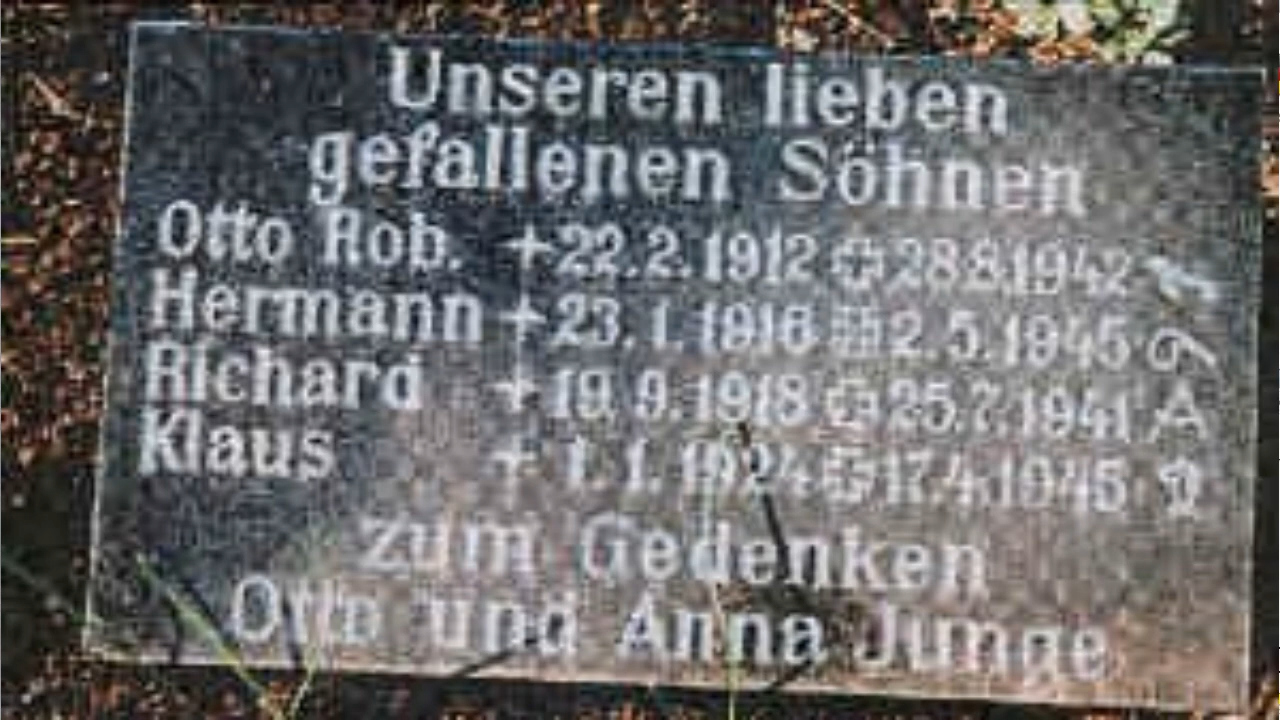 Unseren lieben
gefallenen Söhnen
Otto Rob. +22.2.1912 28.8.1942
Hermann +23.1.1916 2.5.1945
Richard +19.9.1918 25.7.1941
Klaus + 1.1.1924 17.4.1945
zum Gedenken
Otto und Anna Junge